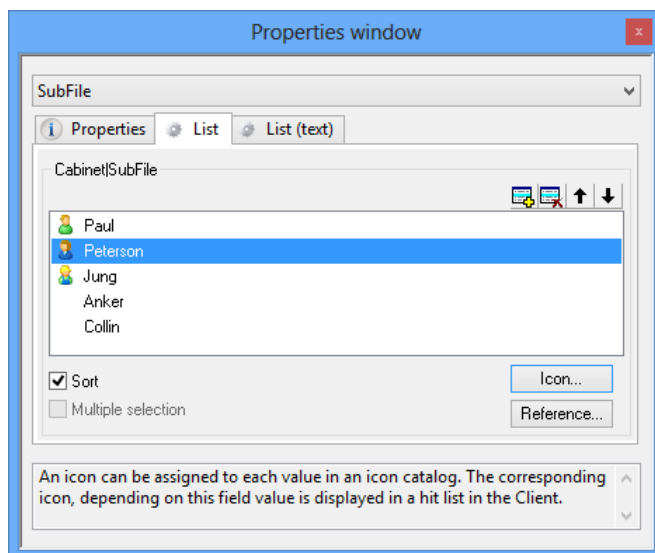 Properties window
x
SubFile
Properties
List
List (text)
Cabinet|SubFile
Paul
Peterson
Jung
Anker
Collin
Sort
Icon...
Multiple selection
Reference...
An icon can be assigned to each value in an icon catalog. The corresponding
icon, depending on this field value is displayed in a hit list in the Client.